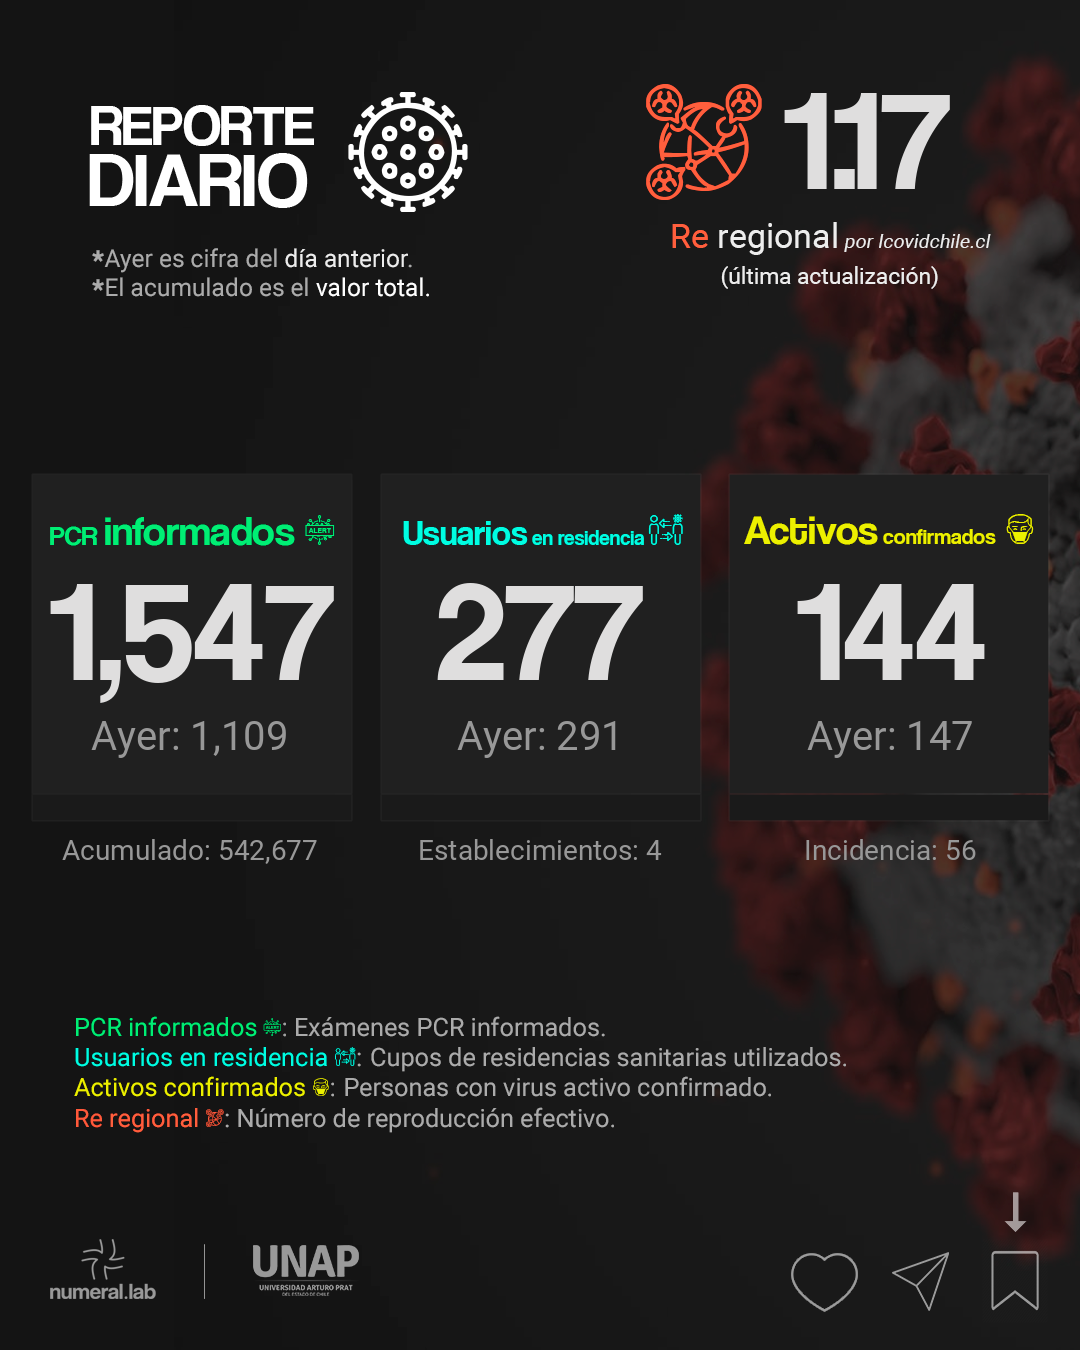 REPORTE
DIARIO
*Ayer es cifra del día anterior.
*El acumulado es el valor total.
1.17
Re regional por Icovidchile.cl
(última actualización)
PCR informados ALERT
1,547
Ayer: 1,109
Acumulado: 542,677
Usuarios en residencia
277
Ayer: 291
Establecimientos: 4
Activos confirmados
144
Ayer: 147
Incidencia: 56
PCR informados : Exámenes PCR informados.
Usuarios en residencia : Cupos de residencias sanitarias utilizados.
Activos confirmados : Personas con virus activo confirmado.
Re regional : Número de reproducción efectivo.
numeral.lab
UNAP
UNIVERSIDAD ARTURO PRAT
DEL ESTADO DE CHILE